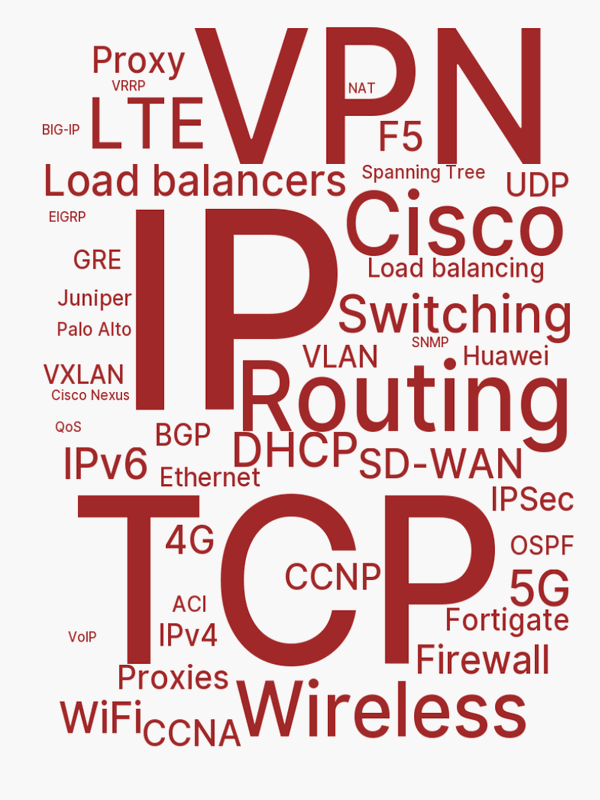 VPN
Proxy
VRRP
NAT
LTE
BIG-IP
F5
Load balancers
Spanning Tree
UDP
EIGRP
IP
Cisco
GRE
Load balancing
Juniper
Switching
Palo Alto
SNMP
VLAN
Huawei
VXLAN
Routing
Cisco Nexus
QoS
BGP
DHCP
IPv6
SD-WAN
Ethernet
IPSec
TCP
4G
OSPF
CCNP
5G
ACI
Fortigate
VoIP
IPv4
Firewall
Proxies
Wireless
WiFi
CCNA